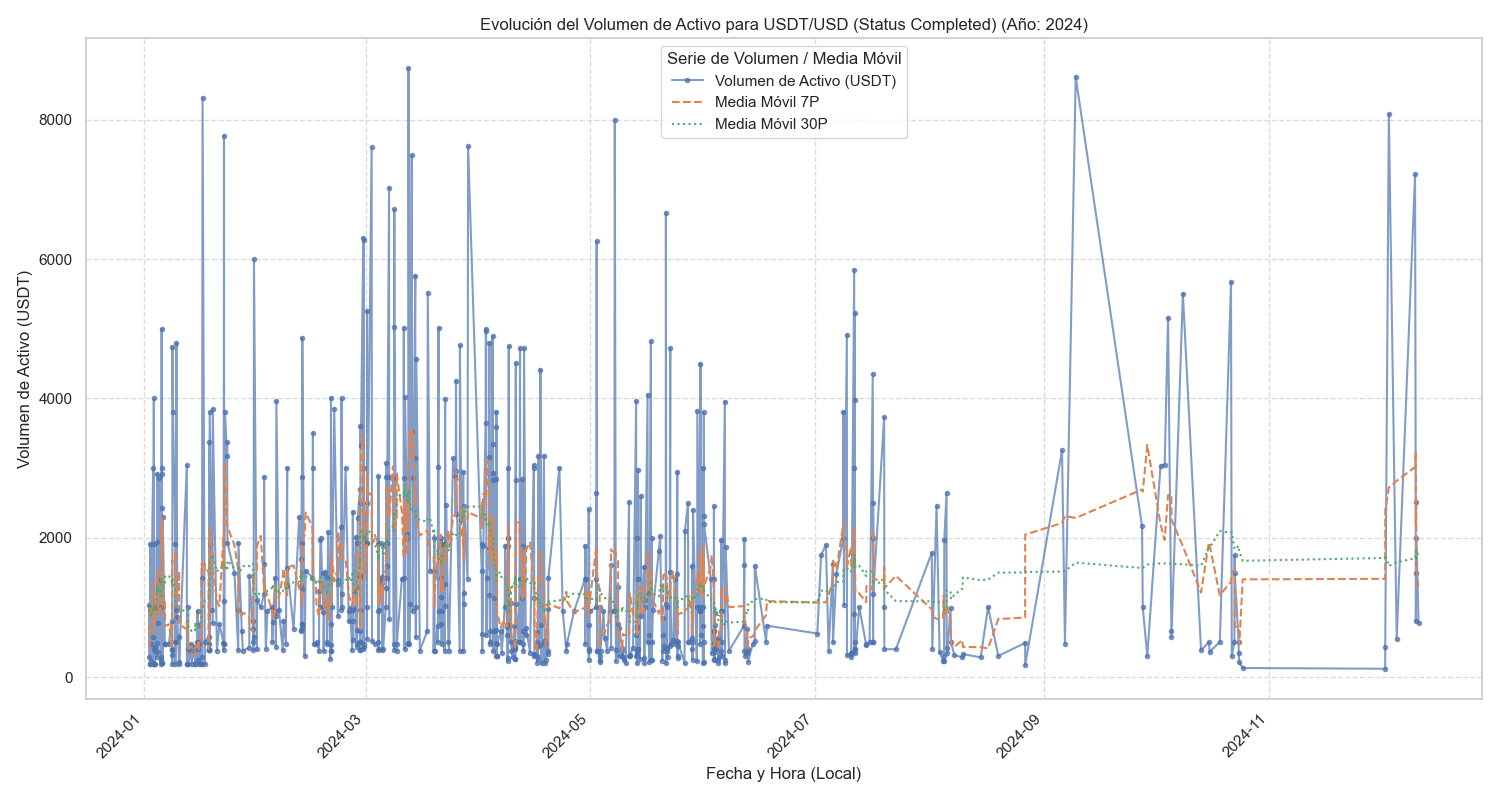 Evolución del Volumen de Activo para USDT/USD (Status Completed) (Año: 2024)
Serie de Volumen / Media Móvil
Volumen de Activo (USDT)
Media Móvil 7P
Media Móvil 30P
Volumen de Activo (USDT)
8000
6000
4000
2000
0
2024-01
2024-03
2024-05
2024-07
2024-09
2024-11
Fecha y Hora (Local)